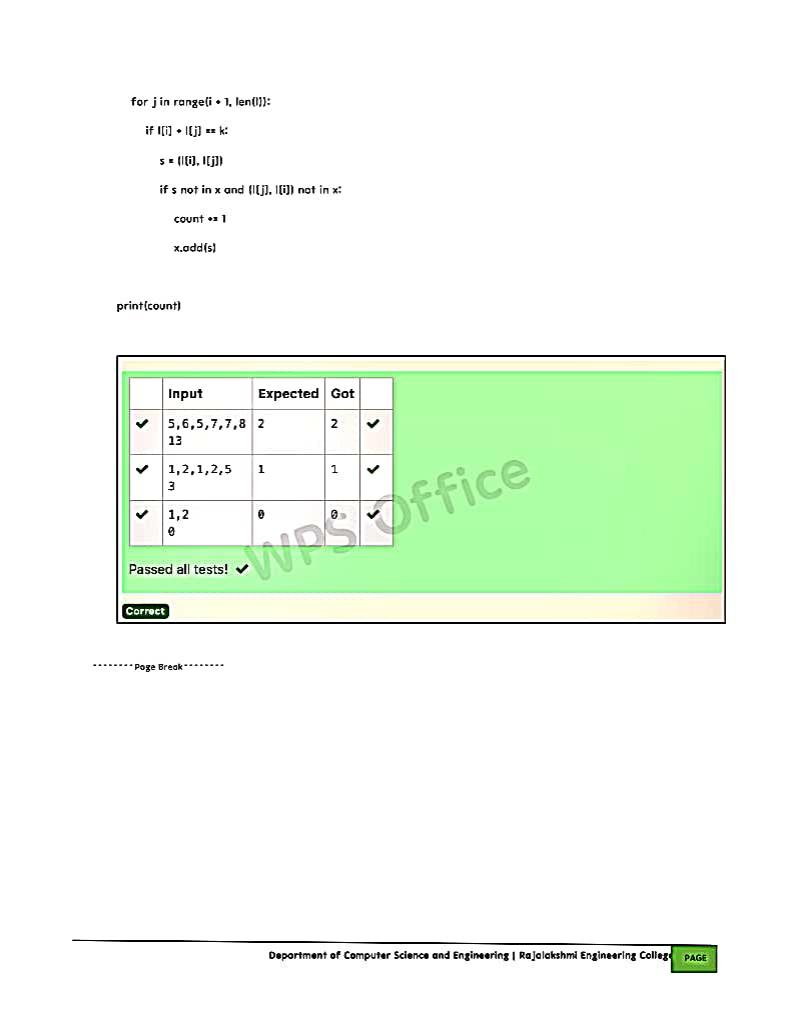 for j in range(i + 1, len(l)):
if l[i] + l[j] == k:
s = (l[i], l[j])
if s not in x and (l[j], l[i]) not in x:
count += 1
x.add(s)
print(count)
Input Expected Got
5,6,5,7,7,8 2 2
13
1,2,1,2,5 1 1
3
1,2 0 0
0
WPS Office
Passed all tests!
Correct
--------Page Break--------
Department of Computer Science and Engineering | Rajalakshmi Engineering College PAGE